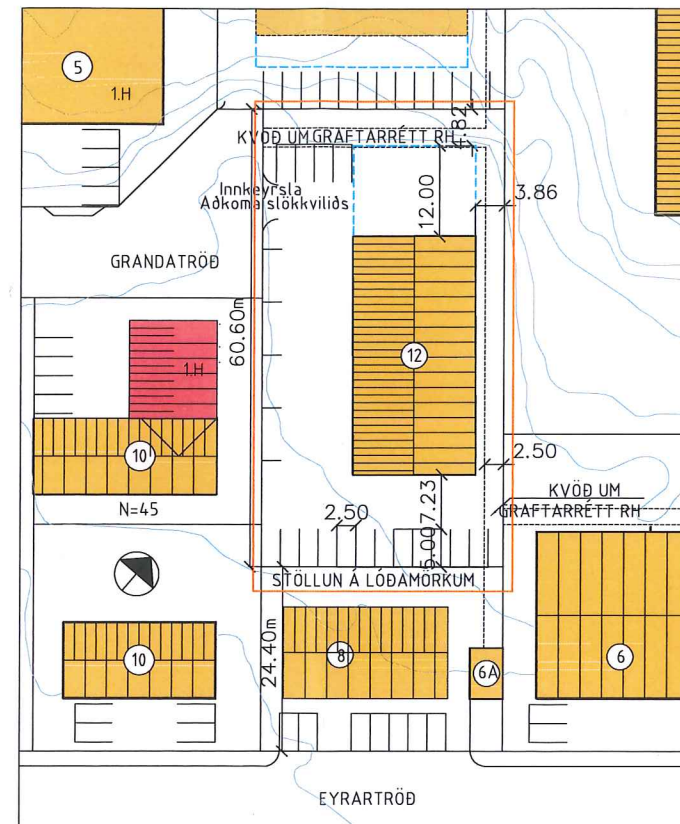 5
1.H
4.82
KVÖÐ UM GRAFTARRÉTT RH
Innkeyrsla
Aðkoma slökkviliðs
12.00
3.86
GRANDATRÖÐ
60.60m
12
1.H
10
N=45
2.50
7.23
2.50
5.00
KVÖÐ UM
GRAFTARRÉTT RH
STÖLLUN Á LÓÐAMÖRKUM
24.40m
10
8
6A
6
EYRARTRÖÐ